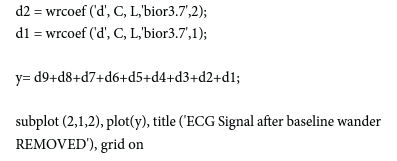 d2 = wrcoef ('d', C, L,'bior3.7',2);
d1 = wrcoef ('d', C, L,'bior3.7',1);
y= d9+d8+d7+d6+d5+d4+d3+d2+d1;
subplot (2,1,2), plot(y), title ('ECG Signal after baseline wander
REMOVED'), grid on